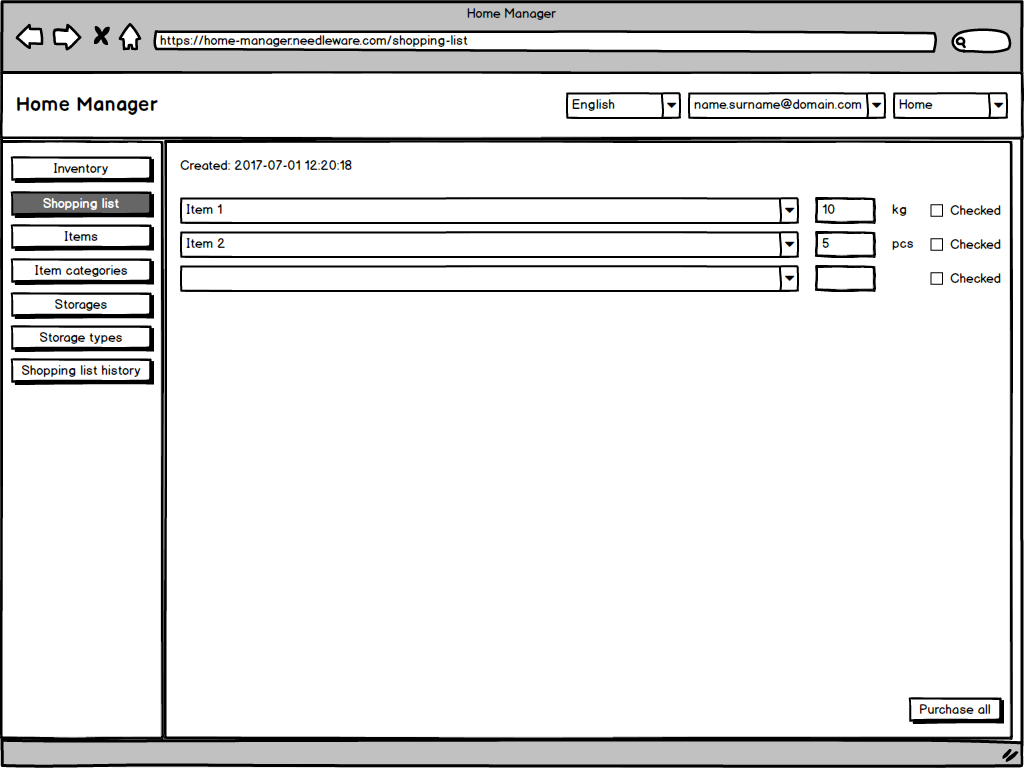 Home Manager
https://home-manager.needleware.com/shopping-list
Home Manager
English
name.surname@domain.com
Home
Inventory
Shopping list
Items
Item categories
Storages
Storage types
Shopping list history
Created: 2017-07-01 12:20:18
Item 1 10 kg Checked
Item 2 5 pcs Checked
Checked
Purchase all